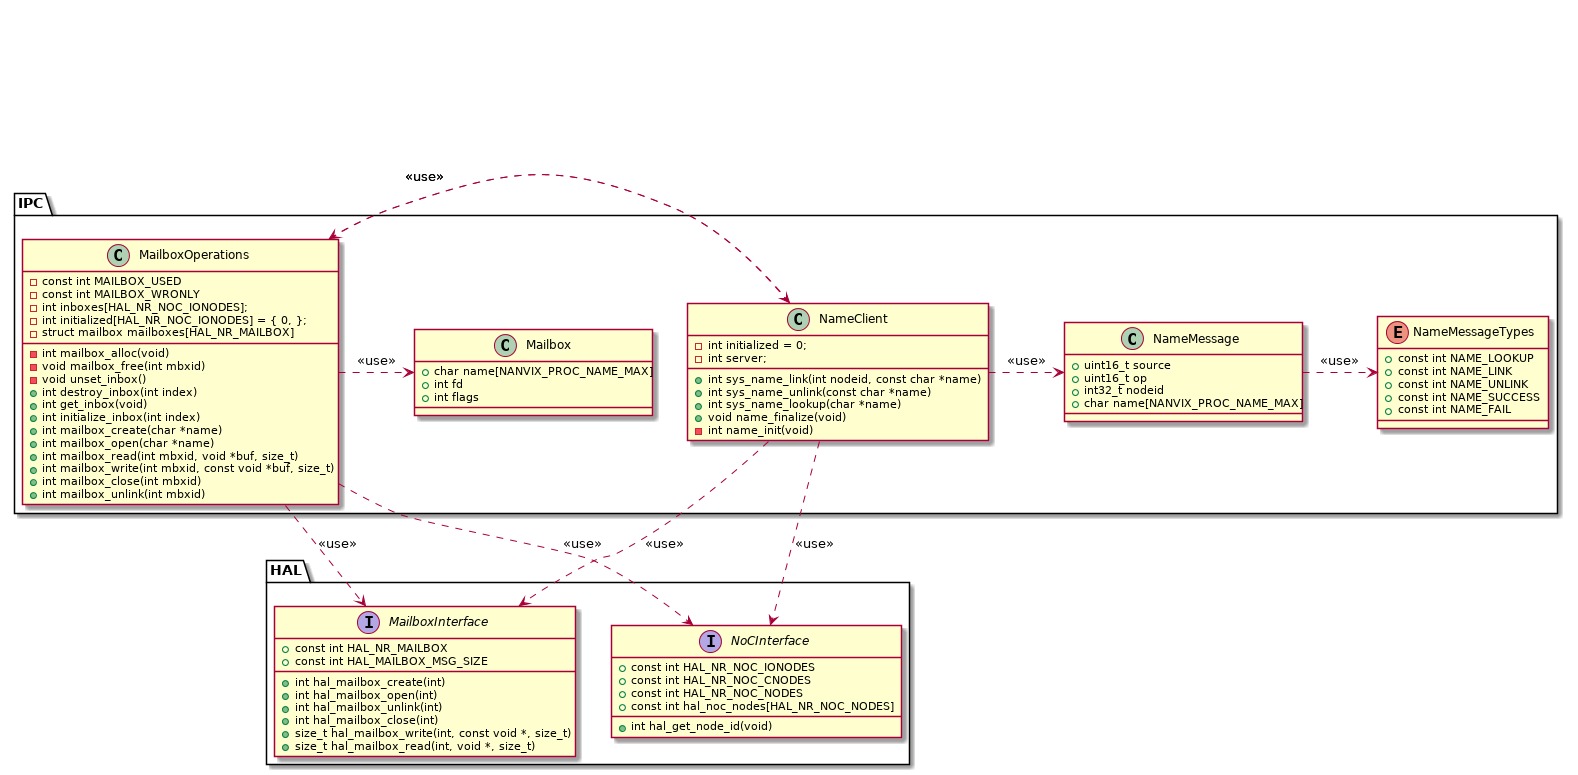 «use»
IPC
C MailboxOperations
const int MAILBOX_USED
const int MAILBOX_WRONLY
int inboxes[HAL_NR_NOC_IONODES];
int initialized[HAL_NR_NOC_IONODES] = { 0, };
struct mailbox mailboxes[HAL_NR_MAILBOX]
int mailbox_alloc(void)
void mailbox_free(int mbxid)
void unset_inbox()
int destroy_inbox(int index)
int get_inbox(void)
int initialize_inbox(int index)
int mailbox_create(char *name)
int mailbox_open(char *name)
int mailbox_read(int mbxid, void *buf, size_t)
int mailbox_write(int mbxid, const void *buf, size_t)
int mailbox_close(int mbxid)
int mailbox_unlink(int mbxid)
«use»
C Mailbox
char name[NANVIX_PROC_NAME_MAX]
int fd
int flags
C NameClient
int initialized = 0;
int server;
int sys_name_link(int nodeid, const char *name)
int sys_name_unlink(const char *name)
int sys_name_lookup(char *name)
void name_finalize(void)
int name_init(void)
«use»
C NameMessage
uint16_t source
uint16_t op
int32_t nodeid
char name[NANVIX_PROC_NAME_MAX]
«use»
E NameMessageTypes
const int NAME_LOOKUP
const int NAME_LINK
const int NAME_UNLINK
const int NAME_SUCCESS
const int NAME_FAIL
«use»
«use»
«use»
«use»
HAL
I MailboxInterface
const int HAL_NR_MAILBOX
const int HAL_MAILBOX_MSG_SIZE
int hal_mailbox_create(int)
int hal_mailbox_open(int)
int hal_mailbox_unlink(int)
int hal_mailbox_close(int)
size_t hal_mailbox_write(int, const void *, size_t)
size_t hal_mailbox_read(int, void *, size_t)
I NoCInterface
const int HAL_NR_NOC_IONODES
const int HAL_NR_NOC_CNODES
const int HAL_NR_NOC_NODES
const int hal_noc_nodes[HAL_NR_NOC_NODES]
int hal_get_node_id(void)